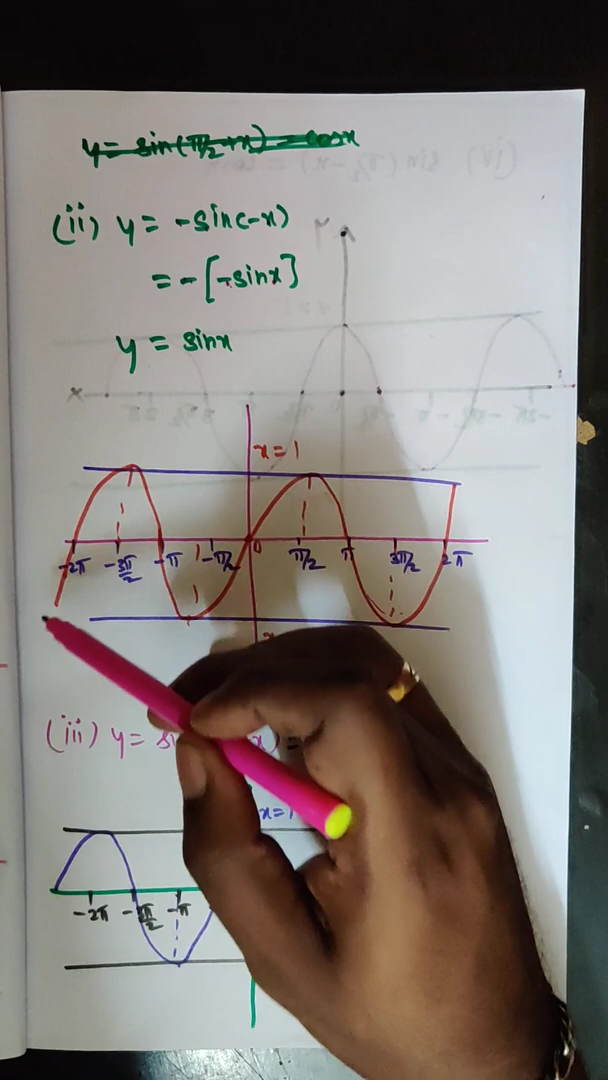 y = sin(π/2+x) = cosx
(ii) y = -sin(-x)
= -[-sinx]
y = sinx
x=1
-2π -3π/2 -π -π/2 0 π/2 π 3π/2 2π
(iii) y = x) =
x=1
-2π -3π/2 -π